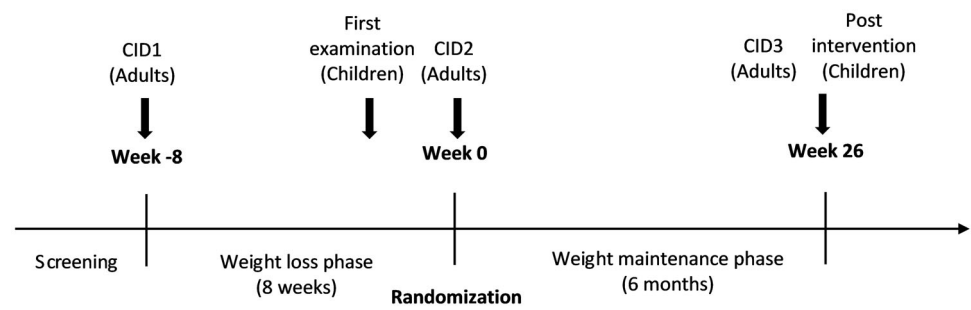 CID1
(Adults)
Week -8
First
examination
(Children)
CID2
(Adults)
Week 0
CID3
(Adults)
Post
intervention
(Children)
Week 26
Screening
Weight loss phase
(8 weeks)
Randomization
Weight maintenance phase
(6 months)